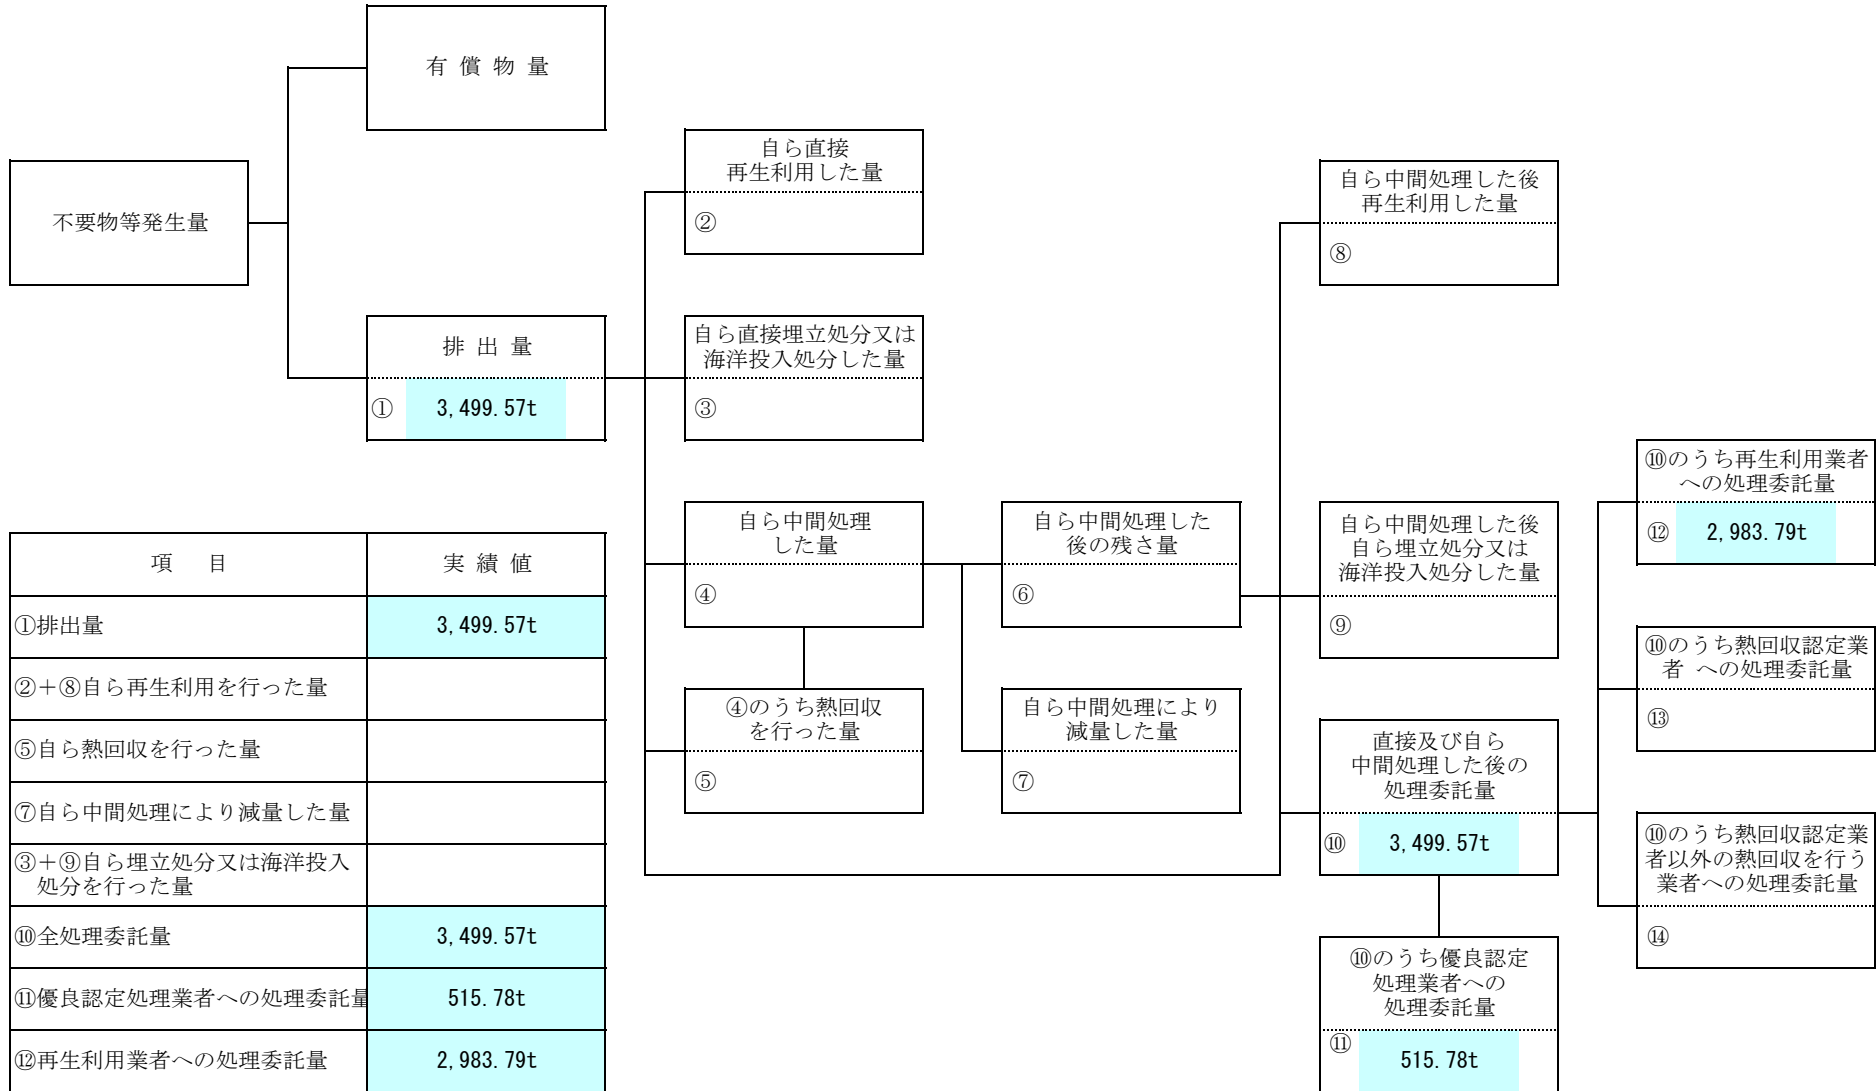 有 償 物 量
不要物等発生量
排 出 量
① 3,499.57t
自ら直接
再生利用した量
②
自ら直接埋立処分又は
海洋投入処分した量
③
自ら中間処理
した量
④
④のうち熱回収
を行った量
⑤
自ら中間処理した
後の残さ量
⑥
自ら中間処理により
減量した量
⑦
自ら中間処理した後
再生利用した量
⑧
自ら中間処理した後
自ら埋立処分又は
海洋投入処分した量
⑨
直接及び自ら
中間処理した後の
処理委託量
⑩ 3,499.57t
⑩のうち優良認定
処理業者への
処理委託量
⑪ 515.78t
⑩のうち再生利用業者
への処理委託量
⑫ 2,983.79t
⑩のうち熱回収認定業
者 への処理委託量
⑬
⑩のうち熱回収認定業
者以外の熱回収を行う
業者への処理委託量
⑭
項 目 実 績 値
①排出量 3,499.57t
②＋⑧自ら再生利用を行った量
⑤自ら熱回収を行った量
⑦自ら中間処理により減量した量
③＋⑨自ら埋立処分又は海洋投入
処分を行った量
⑩全処理委託量 3,499.57t
⑪優良認定処理業者への処理委託量 515.78t
⑫再生利用業者への処理委託量 2,983.79t